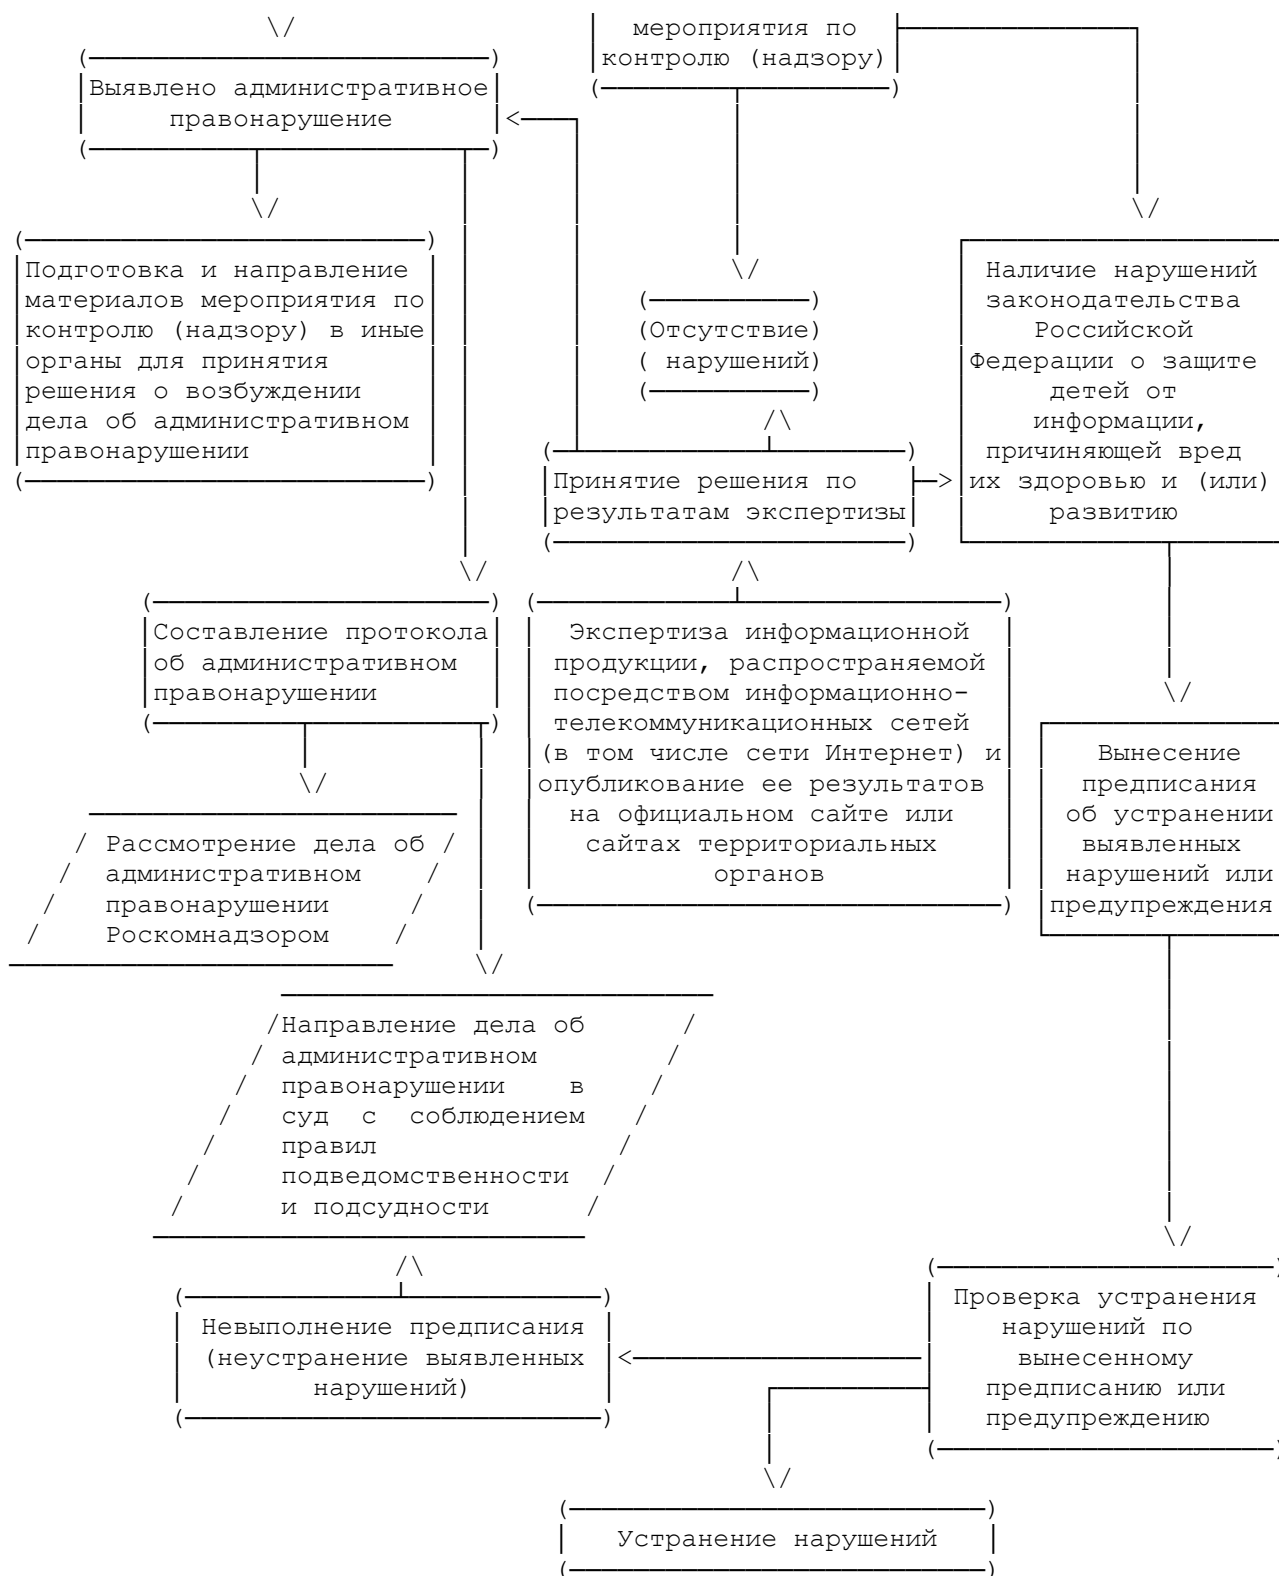 мероприятия по
контролю (надзору)
Выявлено административное
правонарушение
Подготовка и направление
материалов мероприятия по
контролю (надзору) в иные
органы для принятия
решения о возбуждении
дела об административном
правонарушении
(Отсутствие)
( нарушений)
Наличие нарушений
законодательства
Российской
Федерации о защите
детей от
информации,
причиняющей вред
их здоровью и (или)
развитию
Принятие решения по
результатам экспертизы
Составление протокола
об административном
правонарушении
Экспертиза информационной
продукции, распространяемой
посредством информационно-
телекоммуникационных сетей
(в том числе сети Интернет) и
опубликование ее результатов
на официальном сайте или
сайтах территориальных
органов
Вынесение
предписания
об устранении
выявленных
нарушений или
предупреждения
Рассмотрение дела об
административном
правонарушении
Роскомнадзором
Направление дела об
административном
правонарушении в
суд с соблюдением
правил
подведомственности
и подсудности
Невыполнение предписания
(неустранение выявленных
нарушений)
Проверка устранения
нарушений по
вынесенному
предписанию или
предупреждению
Устранение нарушений